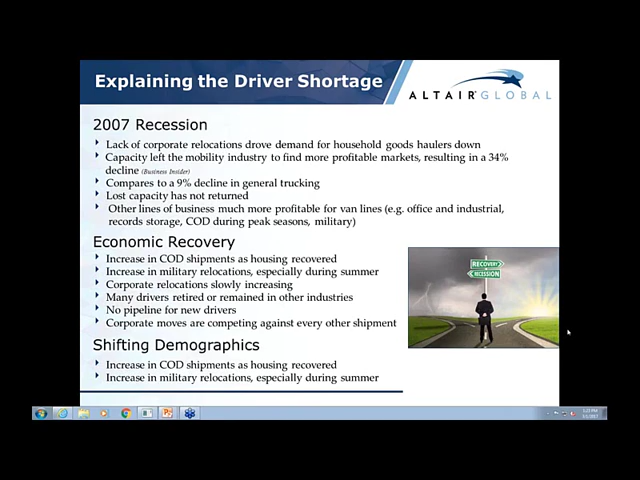 Explaining the Driver Shortage
ALTAIR GLOBAL
2007 Recession
Lack of corporate relocations drove demand for household goods haulers down
Capacity left the mobility industry to find more profitable markets, resulting in a 34%
decline (Business Insider)
Compares to a 9% decline in general trucking
Lost capacity has not returned
Other lines of business much more profitable for van lines (e.g. office and industrial,
records storage, COD during peak seasons, military)
Economic Recovery
Increase in COD shipments as housing recovered
Increase in military relocations, especially during summer
Corporate relocations slowly increasing
Many drivers retired or remained in other industries
No pipeline for new drivers
Corporate moves are competing against every other shipment
RECOVERY
RECESSION
Shifting Demographics
Increase in COD shipments as housing recovered
Increase in military relocations, especially during summer